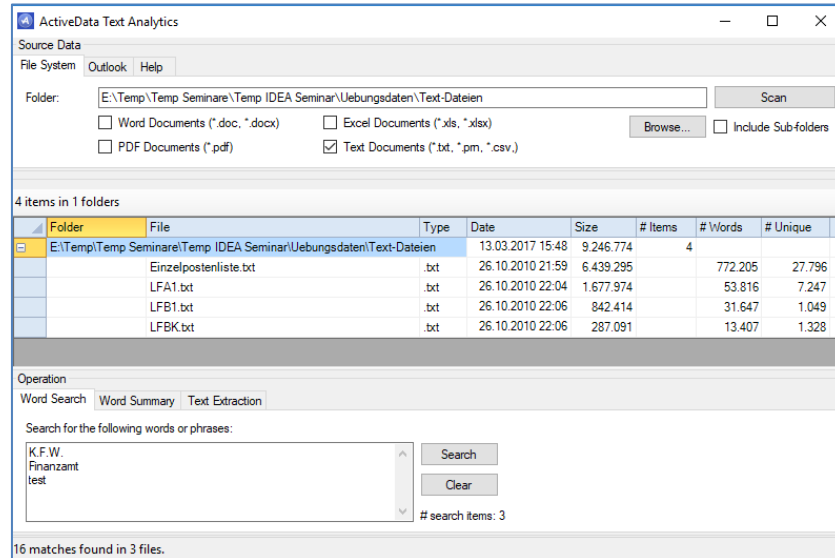 ActiveData Text Analytics
Source Data
File System Outlook Help
Folder: E:\Temp\Temp Seminare\Temp IDEA Seminar\Uebungsdaten\Text-Dateien Scan
Word Documents (*.doc, *.docx) Excel Documents (*.xls, *.xlsx) Browse... Include Sub-folders
PDF Documents (*.pdf) Text Documents (*.txt, *.prn, *.csv,)
4 items in 1 folders
Folder File Type Date Size # Items # Words # Unique
E:\Temp\Temp Seminare\Temp IDEA Seminar\Uebungsdaten\Text-Dateien 13.03.2017 15:48 9.246.774 4
Einzelpostenliste.txt .txt 26.10.2010 21:59 6.439.295 772.205 27.796
LFA1.txt .txt 26.10.2010 22:04 1.677.974 53.816 7.247
LFB1.txt .txt 26.10.2010 22:06 842.414 31.647 1.049
LFBK.txt .txt 26.10.2010 22:06 287.091 13.407 1.328
Operation
Word Search Word Summary Text Extraction
Search for the following words or phrases:
K.F.W. Search
Finanzamt
test Clear
# search items: 3
16 matches found in 3 files.